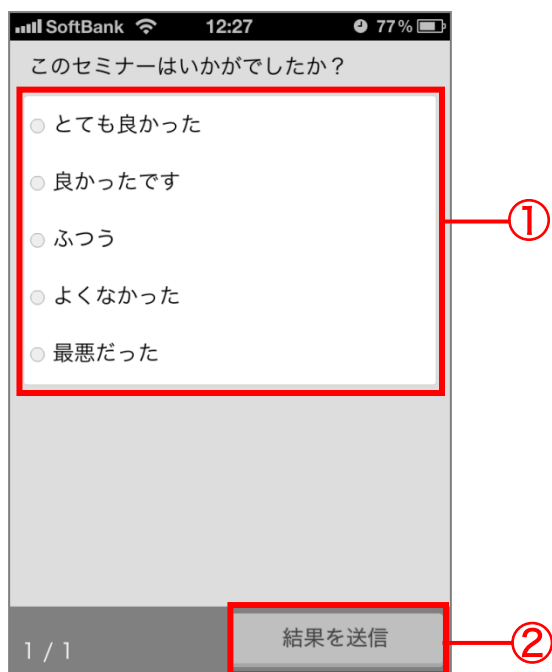 SoftBank 12:27 77%
このセミナーはいかがでしたか？
とても良かった
良かったです
①
ふつう
よくなかった
最悪だった
1 / 1
結果を送信
②